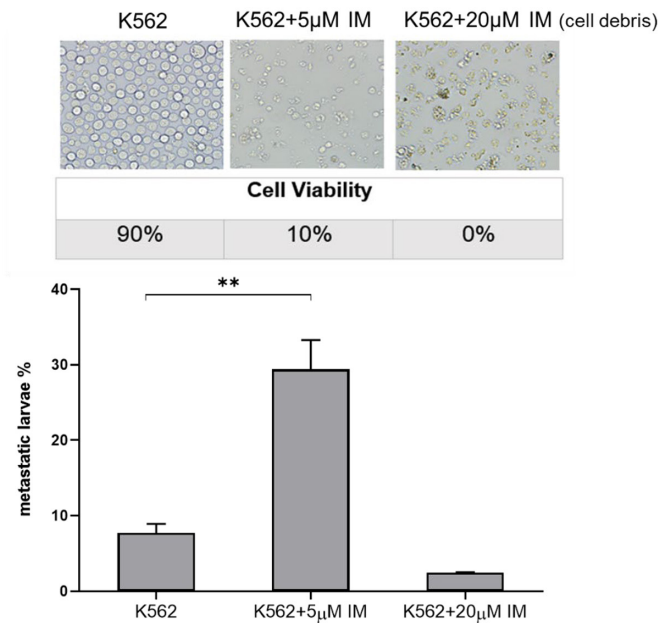 K562 K562+5μM IM K562+20μM IM (cell debris)
Cell Viability
90% 10% 0%
**
40
30
20
10
0
metastatic larvae %
K562 K562+5μM IM K562+20μM IM